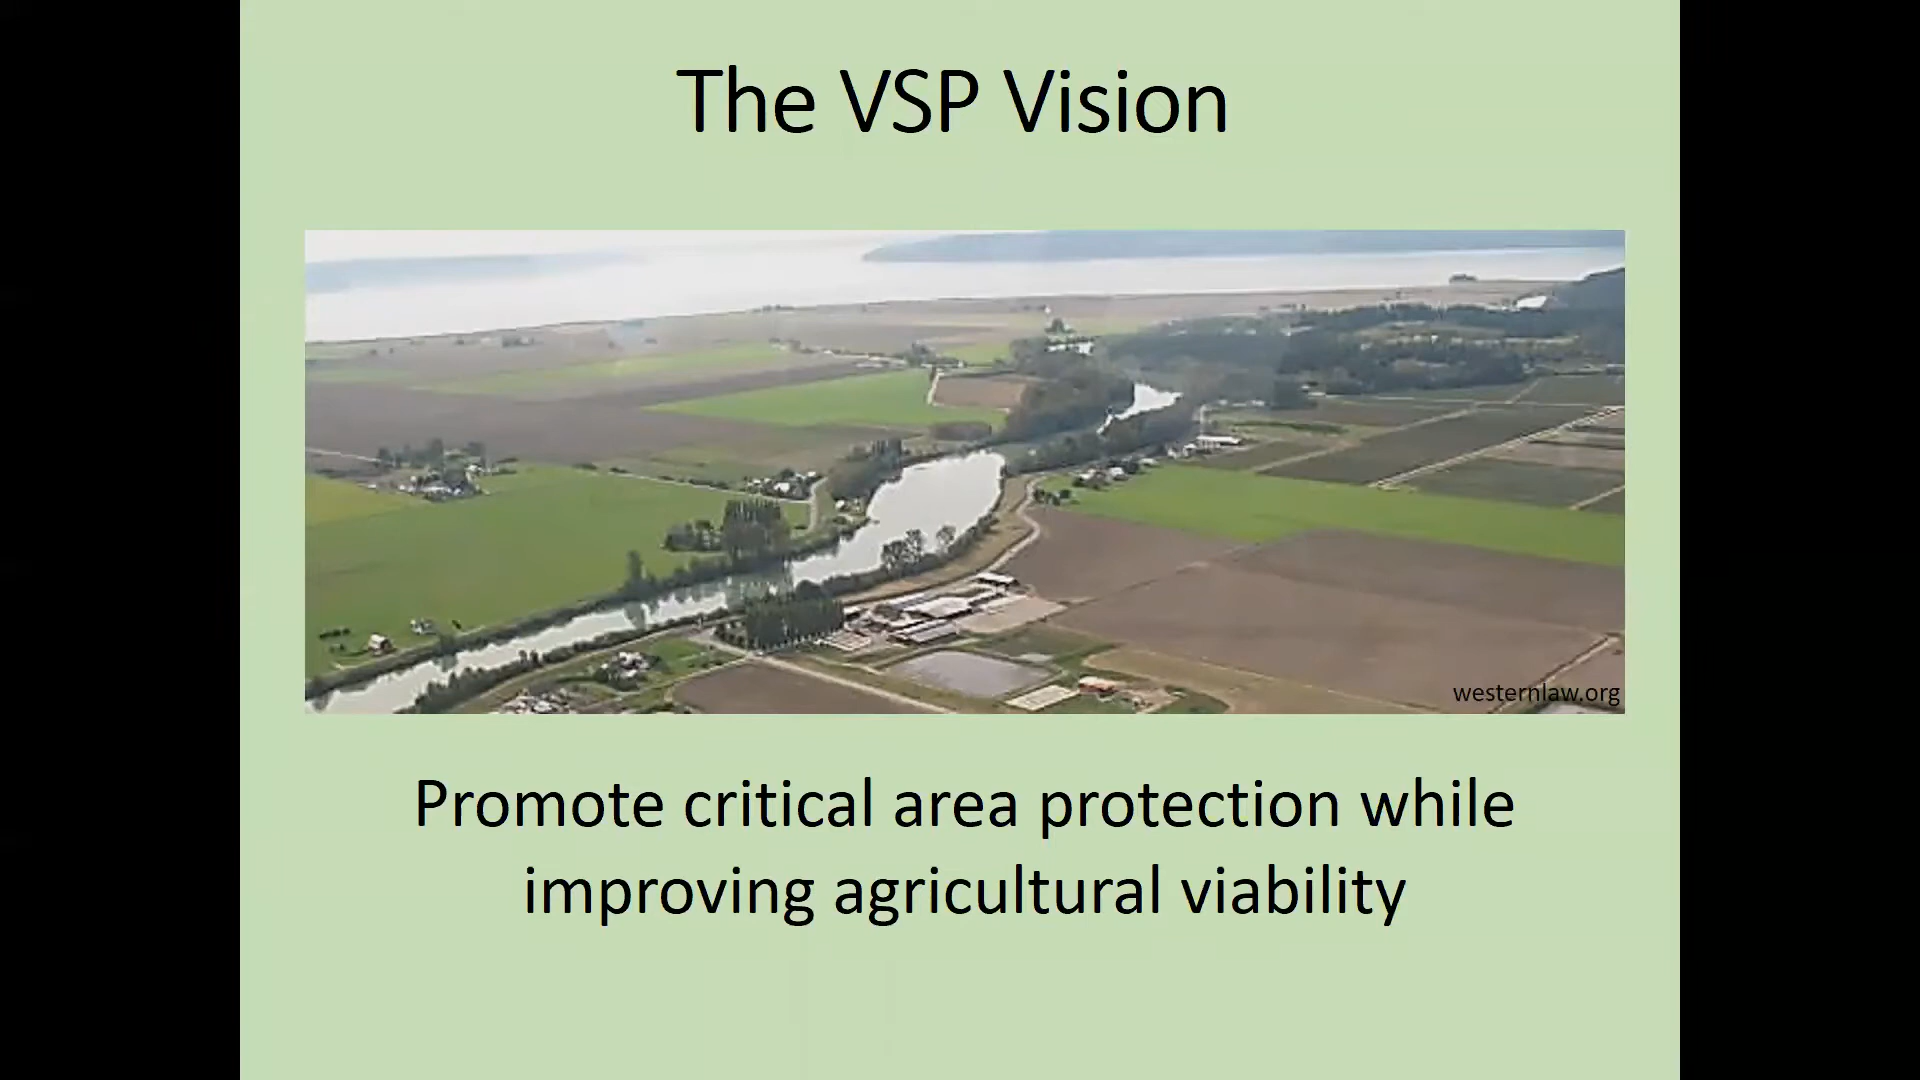 The VSP Vision
westernlaw.org
Promote critical area protection while
improving agricultural viability